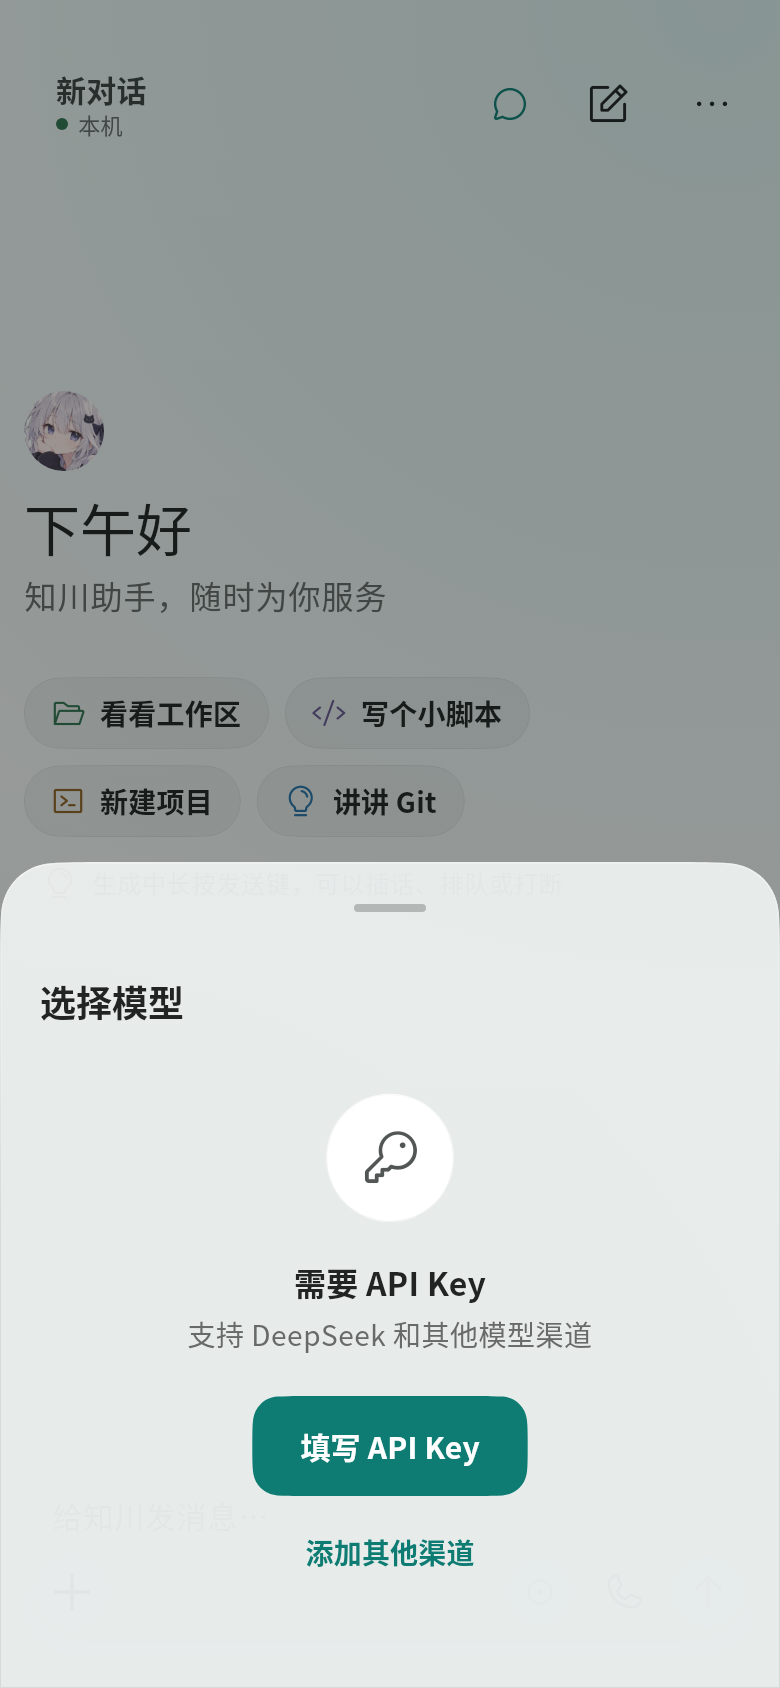 新对话
本机
下午好
知川助手，随时为你服务
看看工作区
写个小脚本
新建项目
讲讲 Git
生成中长按发送键，可以插话、排队或打断
选择模型
需要 API Key
支持 DeepSeek 和其他模型渠道
填写 API Key
给知川发消息…
添加其他渠道